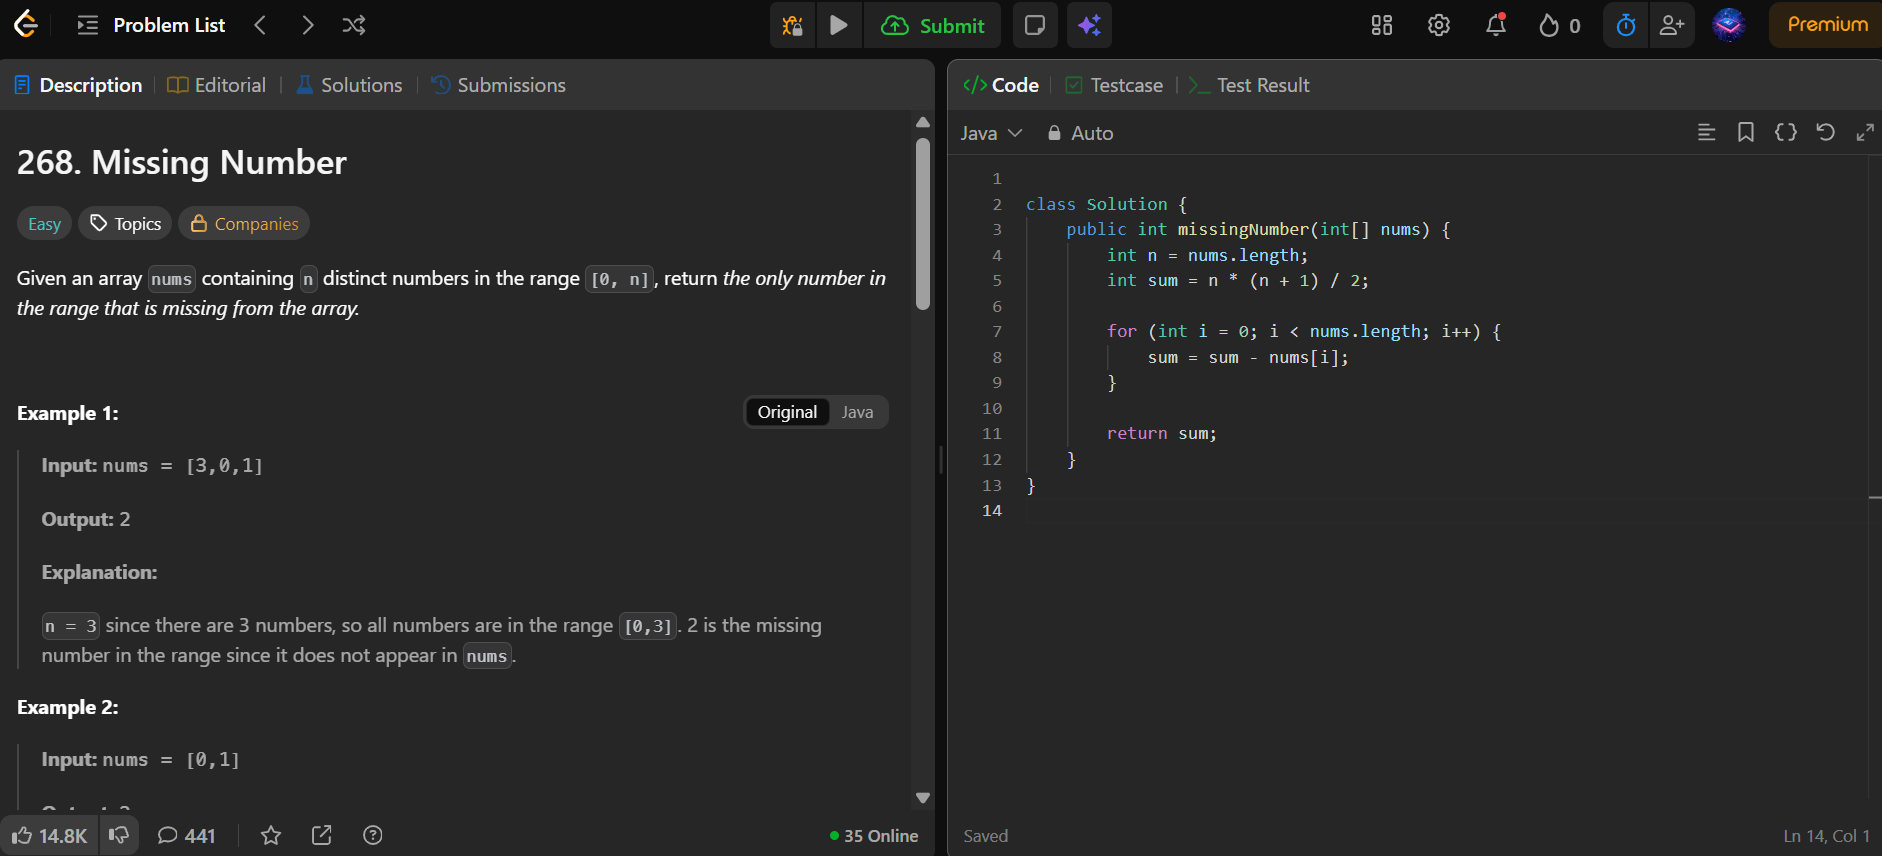 Problem List
Submit
0
Premium
Description
Editorial
Solutions
Submissions
268. Missing Number
Easy
Topics
Companies
Given an array nums containing n distinct numbers in the range [0, n], return the only number in
the range that is missing from the array.
Example 1:
Original
Java
Input: nums = [3,0,1]
Output: 2
Explanation:
n = 3 since there are 3 numbers, so all numbers are in the range [0,3]. 2 is the missing
number in the range since it does not appear in nums.
Example 2:
Input: nums = [0,1]
14.8K
441
35 Online
Code
Testcase
Test Result
Java
Auto
1
2 class Solution {
3 public int missingNumber(int[] nums) {
4 int n = nums.length;
5 int sum = n * (n + 1) / 2;
6
7 for (int i = 0; i < nums.length; i++) {
8 sum = sum - nums[i];
9 }
10
11 return sum;
12 }
13 }
14
Saved
Ln 14, Col 1